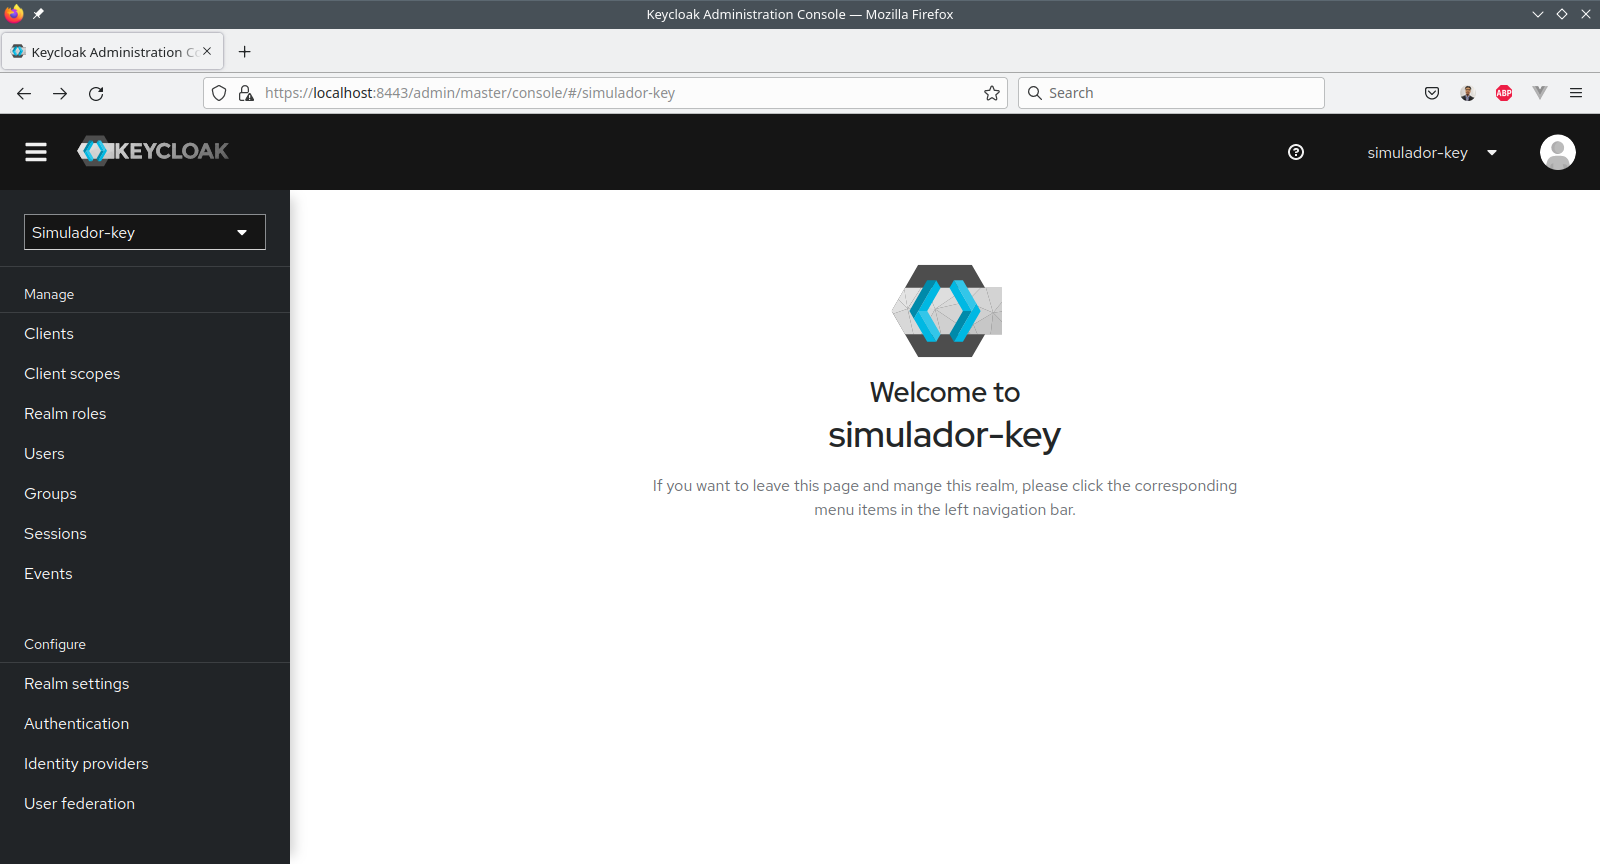 Keycloak Administration Console — Mozilla Firefox
Keycloak Administration Co
https://localhost:8443/admin/master/console/#/simulador-key
Search
ABP
KEYCLOAK
simulador-key
Simulador-key
Manage
Clients
Client scopes
Realm roles
Users
Groups
Sessions
Events
Configure
Realm settings
Authentication
Identity providers
User federation
Welcome to
simulador-key
If you want to leave this page and mange this realm, please click the corresponding
menu items in the left navigation bar.